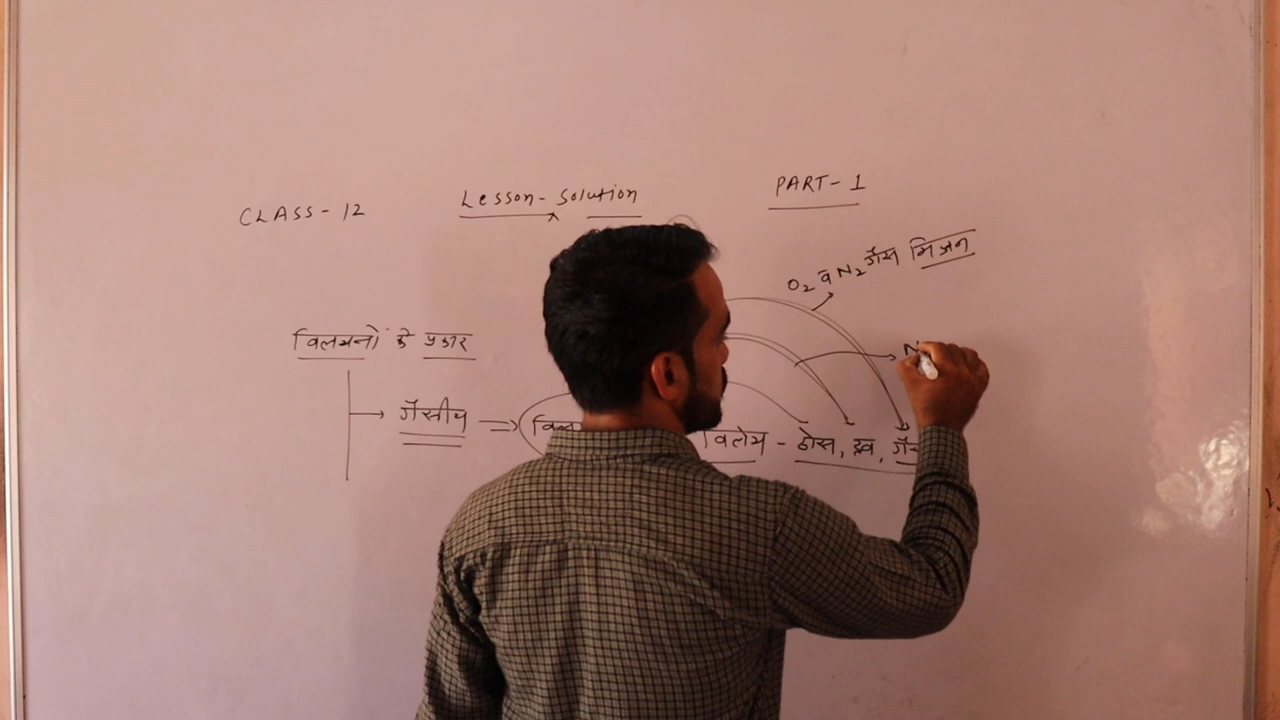 CLASS-12 Lesson-Solution PART-1
O₂ व N₂ गैस मिश्रण
विलयनों के प्रकार
N
गैसीय ⇒ विलेय - ठोस, द्रव,